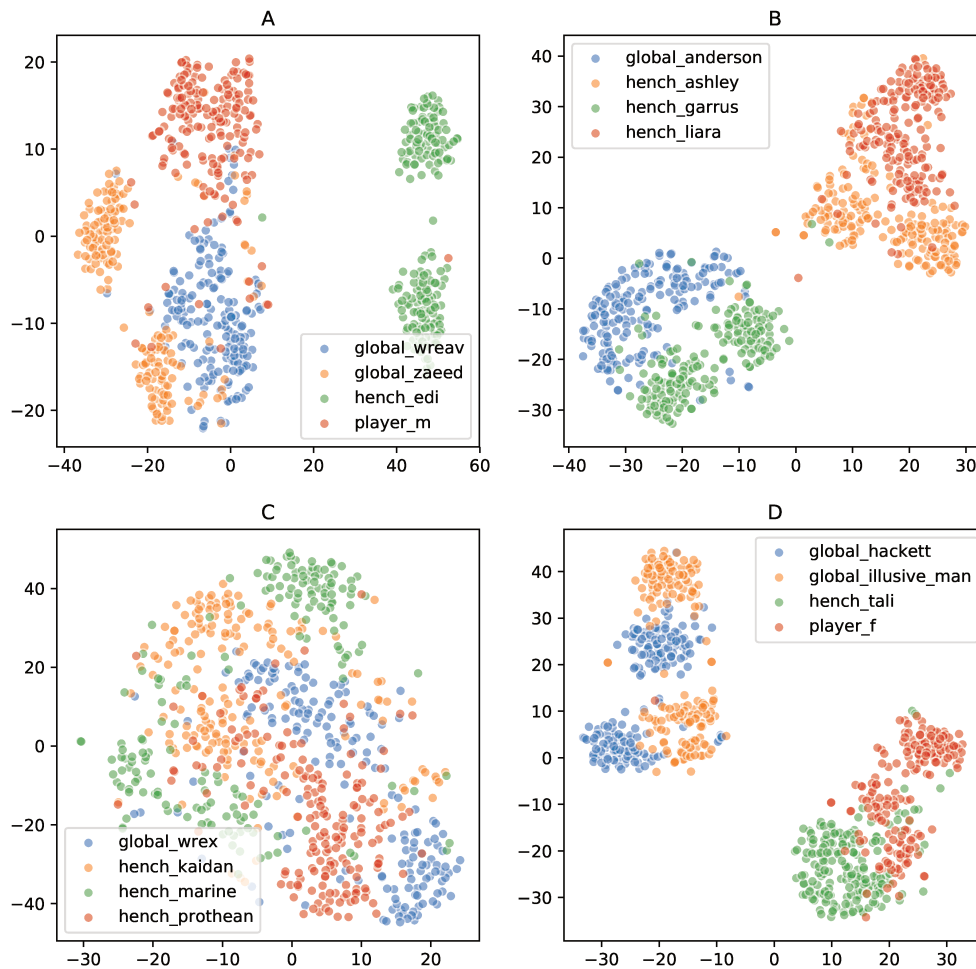 A
20
10
0
−10
−20
−40
−20
0
20
40
60
global_wreav
global_zaeed
hench_edi
player_m
B
40
30
20
10
0
−10
−20
−30
−40
−30
−20
−10
0
10
20
30
global_anderson
hench_ashley
hench_garrus
hench_liara
C
40
20
0
−20
−40
−30
−20
−10
0
10
20
global_wrex
hench_kaidan
hench_marine
hench_prothean
D
40
30
20
10
0
−10
−20
−30
−30
−20
−10
0
10
20
30
global_hackett
global_illusive_man
hench_tali
player_f